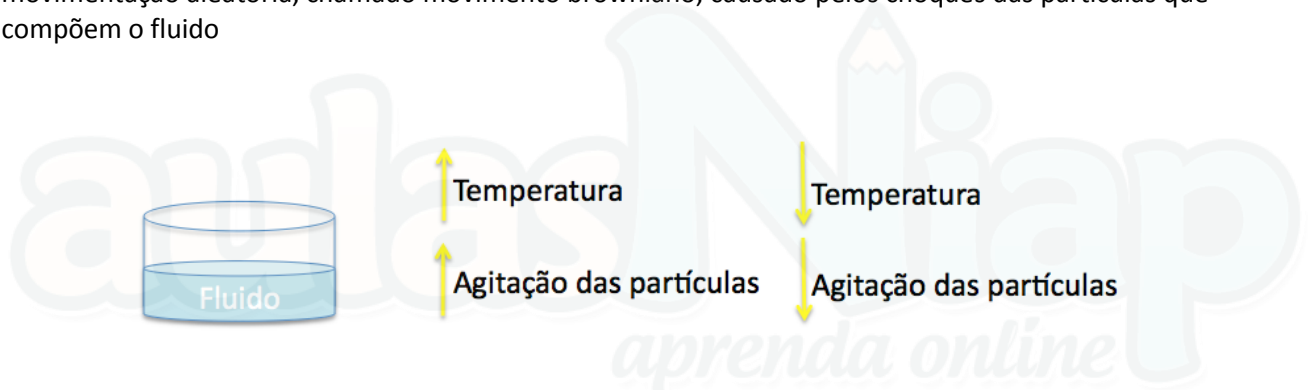 movimentação aleatória, chamado movimento browniano, causado pelos choques das partículas que
compõem o fluido
Temperatura
Temperatura
Fluido
Agitação das partículas
Agitação das partículas
aulasNiap
aprenda online